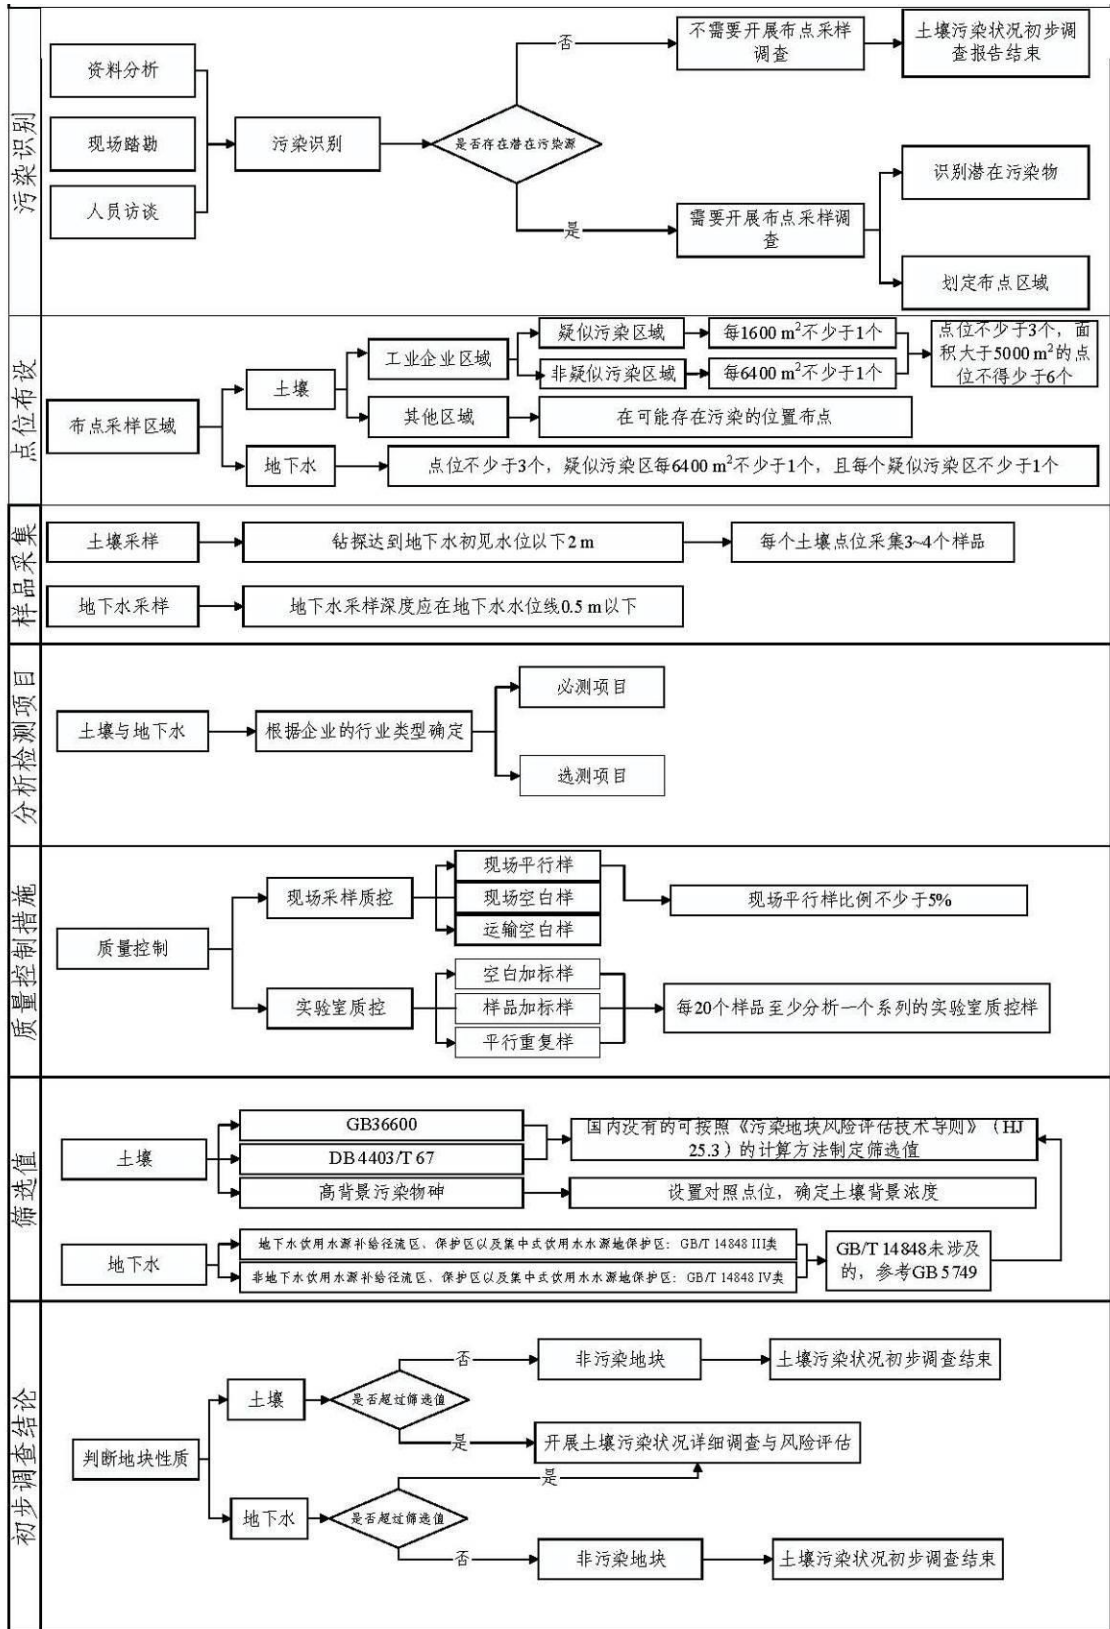 污染识别
资料分析
现场踏勘
人员访谈
污染识别
是否存在潜在污染源
否
不需要开展布点采样
调查
土壤污染状况初步调
查报告结束
是
需要开展布点采样调
查
识别潜在污染物
划定布点区域
点位布设
布点采样区域
土壤
工业企业区域
疑似污染区域
每1600 m²不少于1个
非疑似污染区域
每6400 m²不少于1个
点位不少于3个，面
积大于5000 m²的点
位不得少于6个
其他区域
在可能存在污染的位置布点
地下水
点位不少于3个，疑似污染区每6400 m²不少于1个，且每个疑似污染区不少于1个
样品采集
土壤采样
钻探达到地下水初见水位以下2 m
每个土壤点位采集3~4个样品
地下水采样
地下水采样深度应在地下水水位线0.5 m以下
分析检测项目
土壤与地下水
根据企业的行业类型确定
必测项目
选测项目
质量控制措施
质量控制
现场采样质控
现场平行样
现场空白样
运输空白样
现场平行样比例不少于5%
实验室质控
空白加标样
样品加标样
平行重复样
每20个样品至少分析一个系列的实验室质控样
筛选值
土壤
GB36600
DB4403/T 67
国内没有的可按照《污染地块风险评估技术导则》（HJ
25.3）的计算方法制定筛选值
高背景污染物砷
设置对照点位，确定土壤背景浓度
地下水
地下水饮用水源补给径流区、保护区以及集中式饮用水水源地保护区：GB/T 14848 III类
非地下水饮用水源补给径流区、保护区以及集中式饮用水水源地保护区：GB/T 14848 IV类
GB/T 14848未涉及
的，参考GB 5749
初步调查结论
判断地块性质
土壤
是否超过筛选值
否
非污染地块
土壤污染状况初步调查结束
是
开展土壤污染状况详细调查与风险评估
地下水
是否超过筛选值
是
否
非污染地块
土壤污染状况初步调查结束